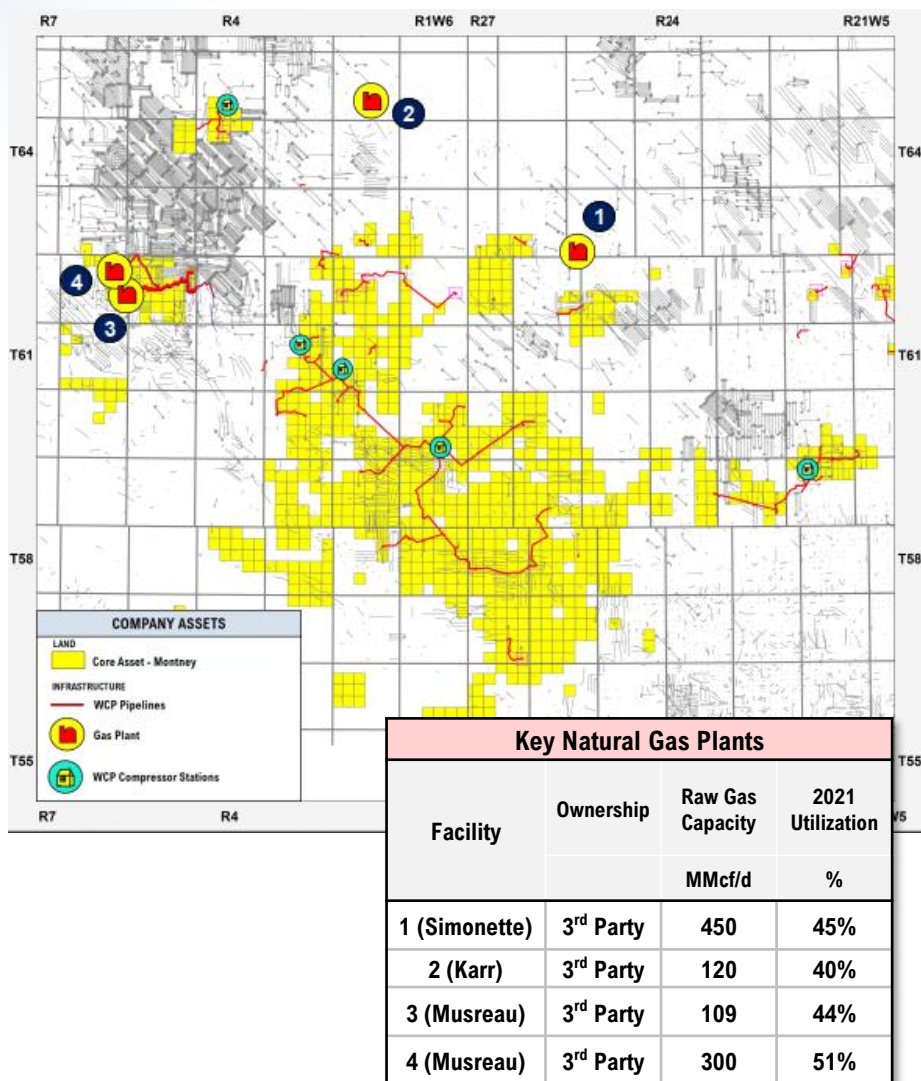 R7 R4 R1W6 R27 R24 R21W5
2
T64 T64
1
4
3
T61 T61
T58 T58
COMPANY ASSETS
LAND
Core Asset - Montney
INFRASTRUCTURE
WCP Pipelines
Gas Plant
WCP Compressor Stations
T55 T55
R7 R4 W5
Key Natural Gas Plants
Facility Ownership Raw Gas Capacity 2021 Utilization
MMcf/d %
1 (Simonette) 3rd Party 450 45%
2 (Karr) 3rd Party 120 40%
3 (Musreau) 3rd Party 109 44%
4 (Musreau) 3rd Party 300 51%